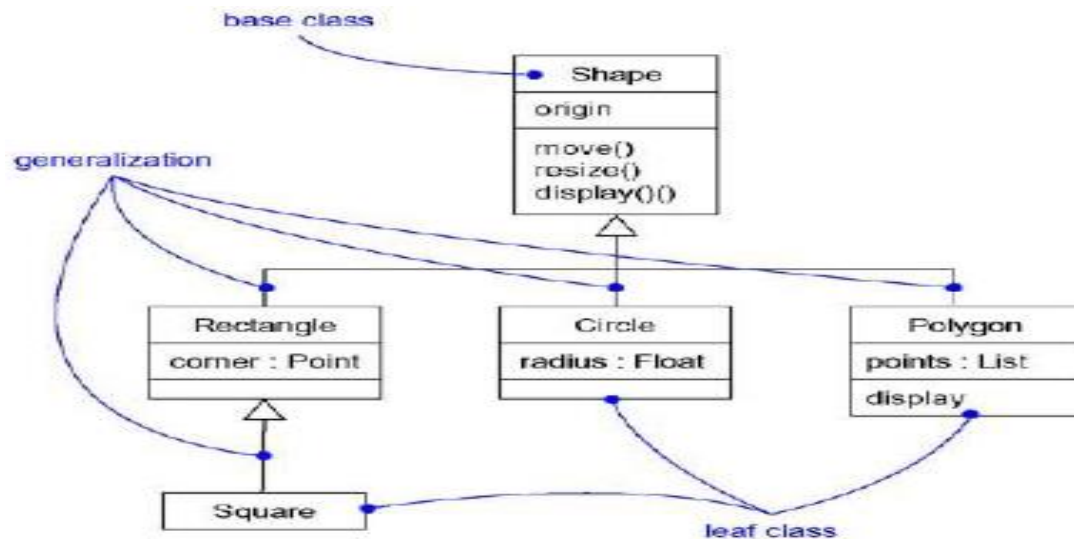 base class
Shape
origin
move()
resize()
display()()
generalization
Rectangle
corner : Point
Circle
radius : Float
Polygon
points : List
display
Square
leaf class